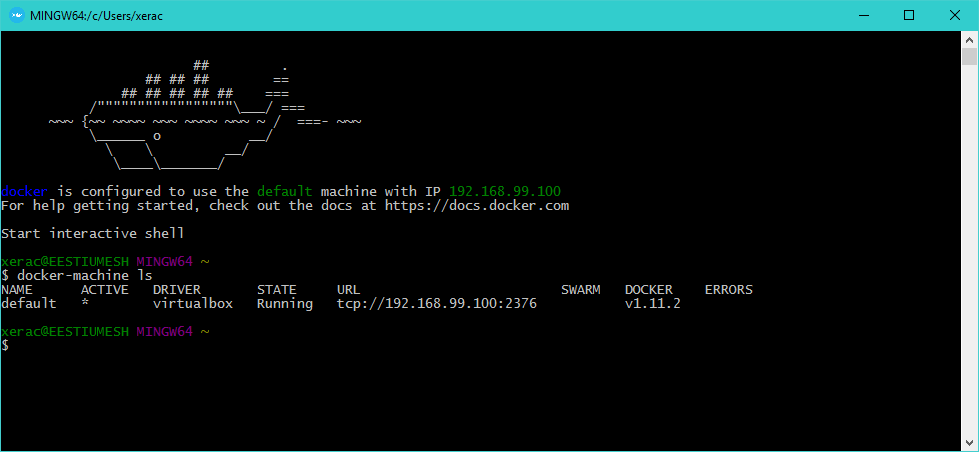 MINGW64:/c/Users/xerac
                        ##         .
                  ## ## ##        ==
               ## ## ## ## ##    ===
           /"""""""""""""""""\___/ ===
      ~~~ {~~ ~~~~ ~~~ ~~~~ ~~~ ~ /  ===- ~~~
           \______ o           __/
             \    \         __/
              \____\_______/
docker is configured to use the default machine with IP 192.168.99.100
For help getting started, check out the docs at https://docs.docker.com
Start interactive shell
xerac@EESTIUMESH MINGW64 ~
$ docker-machine ls
NAME      ACTIVE   DRIVER       STATE     URL                         SWARM   DOCKER    ERRORS
default   *        virtualbox   Running   tcp://192.168.99.100:2376           v1.11.2
xerac@EESTIUMESH MINGW64 ~
$